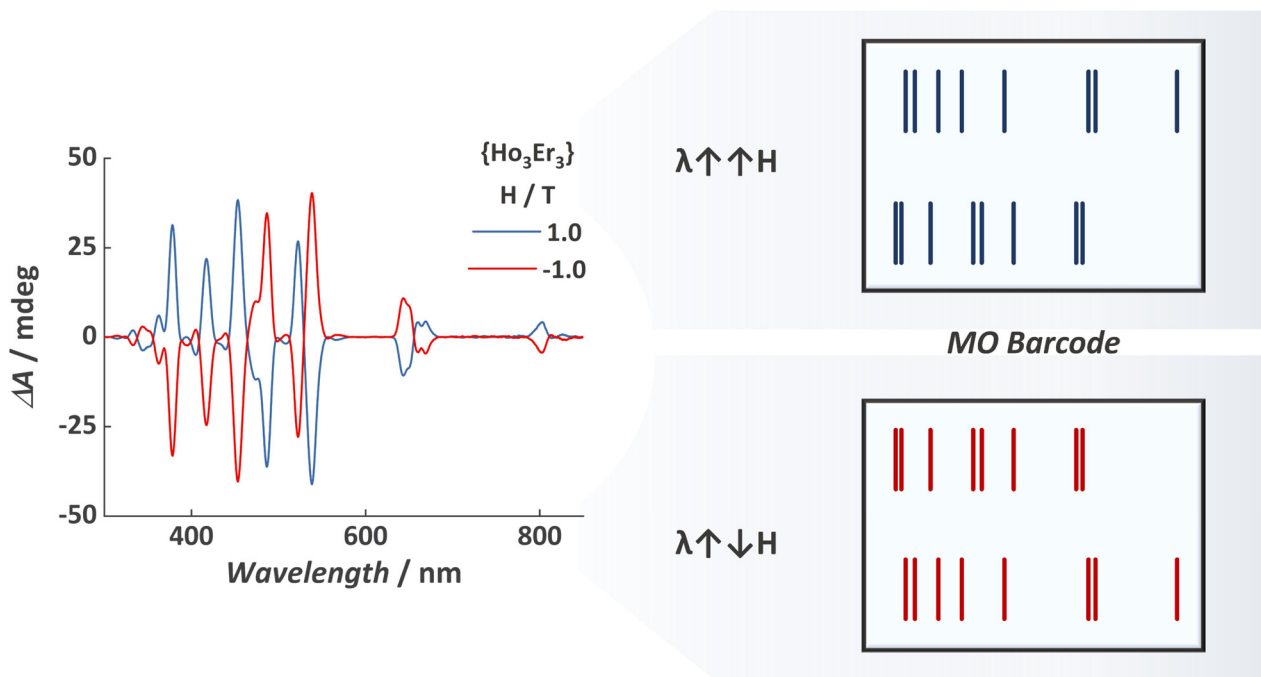 {Ho₃Er₃}
H / T
1.0
-1.0
50
25
0
-25
-50
ΔA / mdeg
400
600
800
Wavelength / nm
λ↑↑H
MO Barcode
λ↑↓H